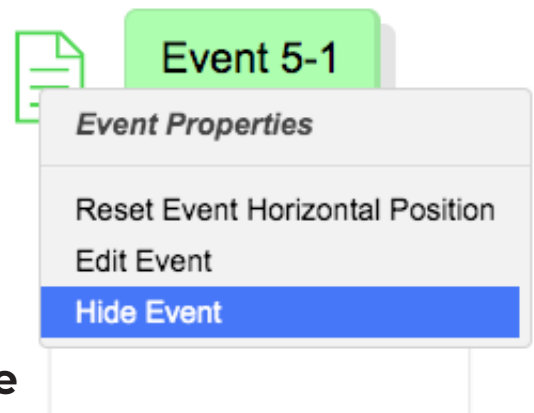 Event 5-1
Event Properties
Reset Event Horizontal Position
Edit Event
Hide Event
e